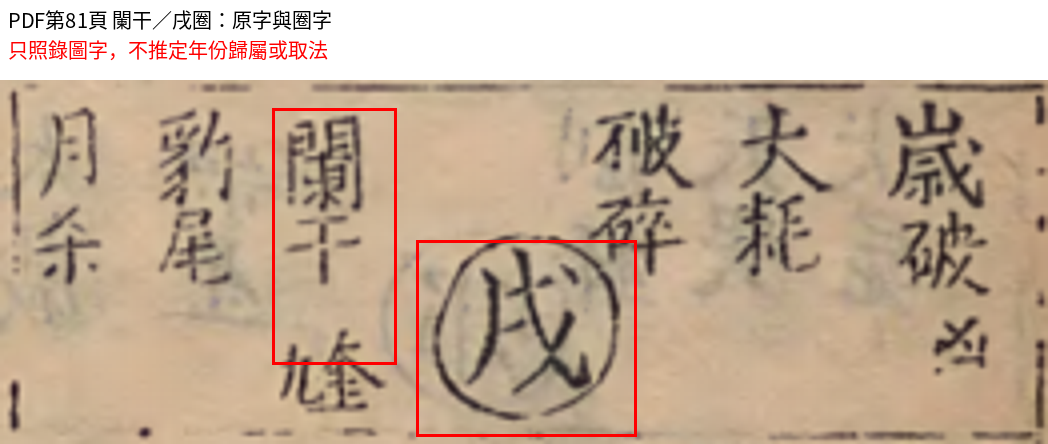 PDF第81頁 闌干／戌圈：原字與圈字
只照錄圖字，不推定年份歸屬或取法
歲破 凶
大耗
破碎
戌
闌干
豹尾
月杀